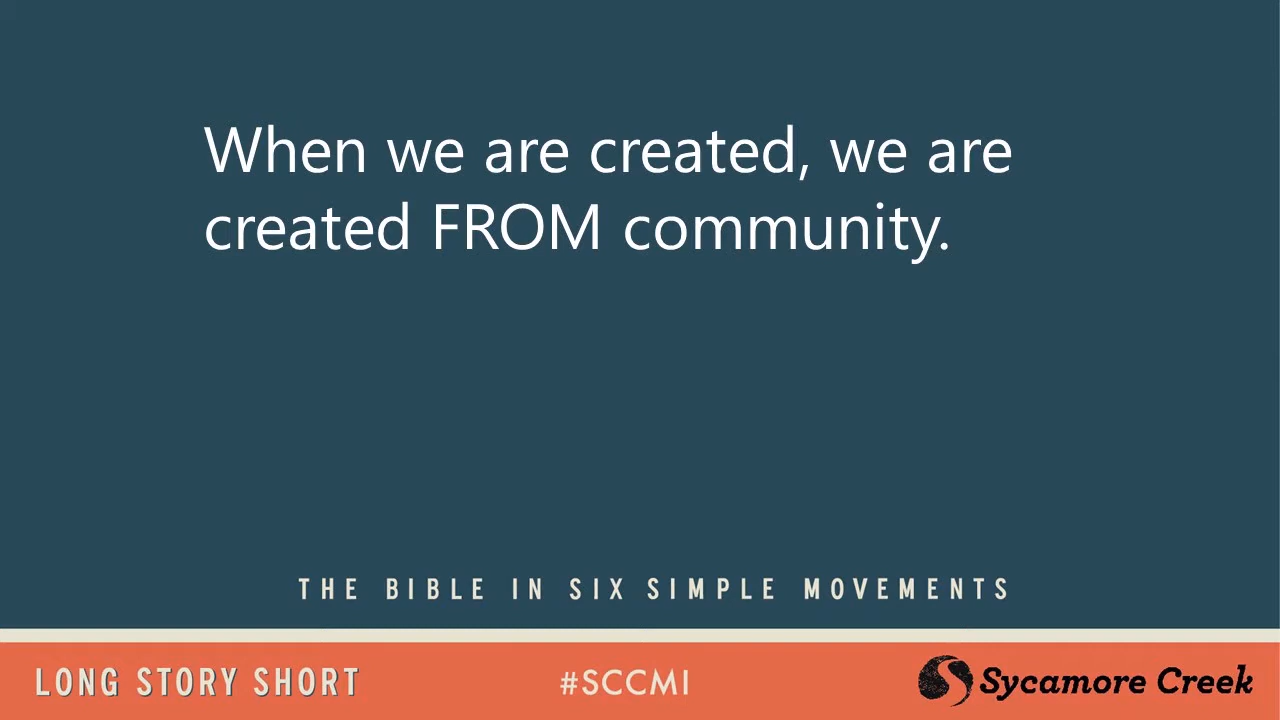 When we are created, we are
created FROM community.
THE BIBLE IN SIX SIMPLE MOVEMENTS
LONG STORY SHORT
#SCCMI
Sycamore Creek